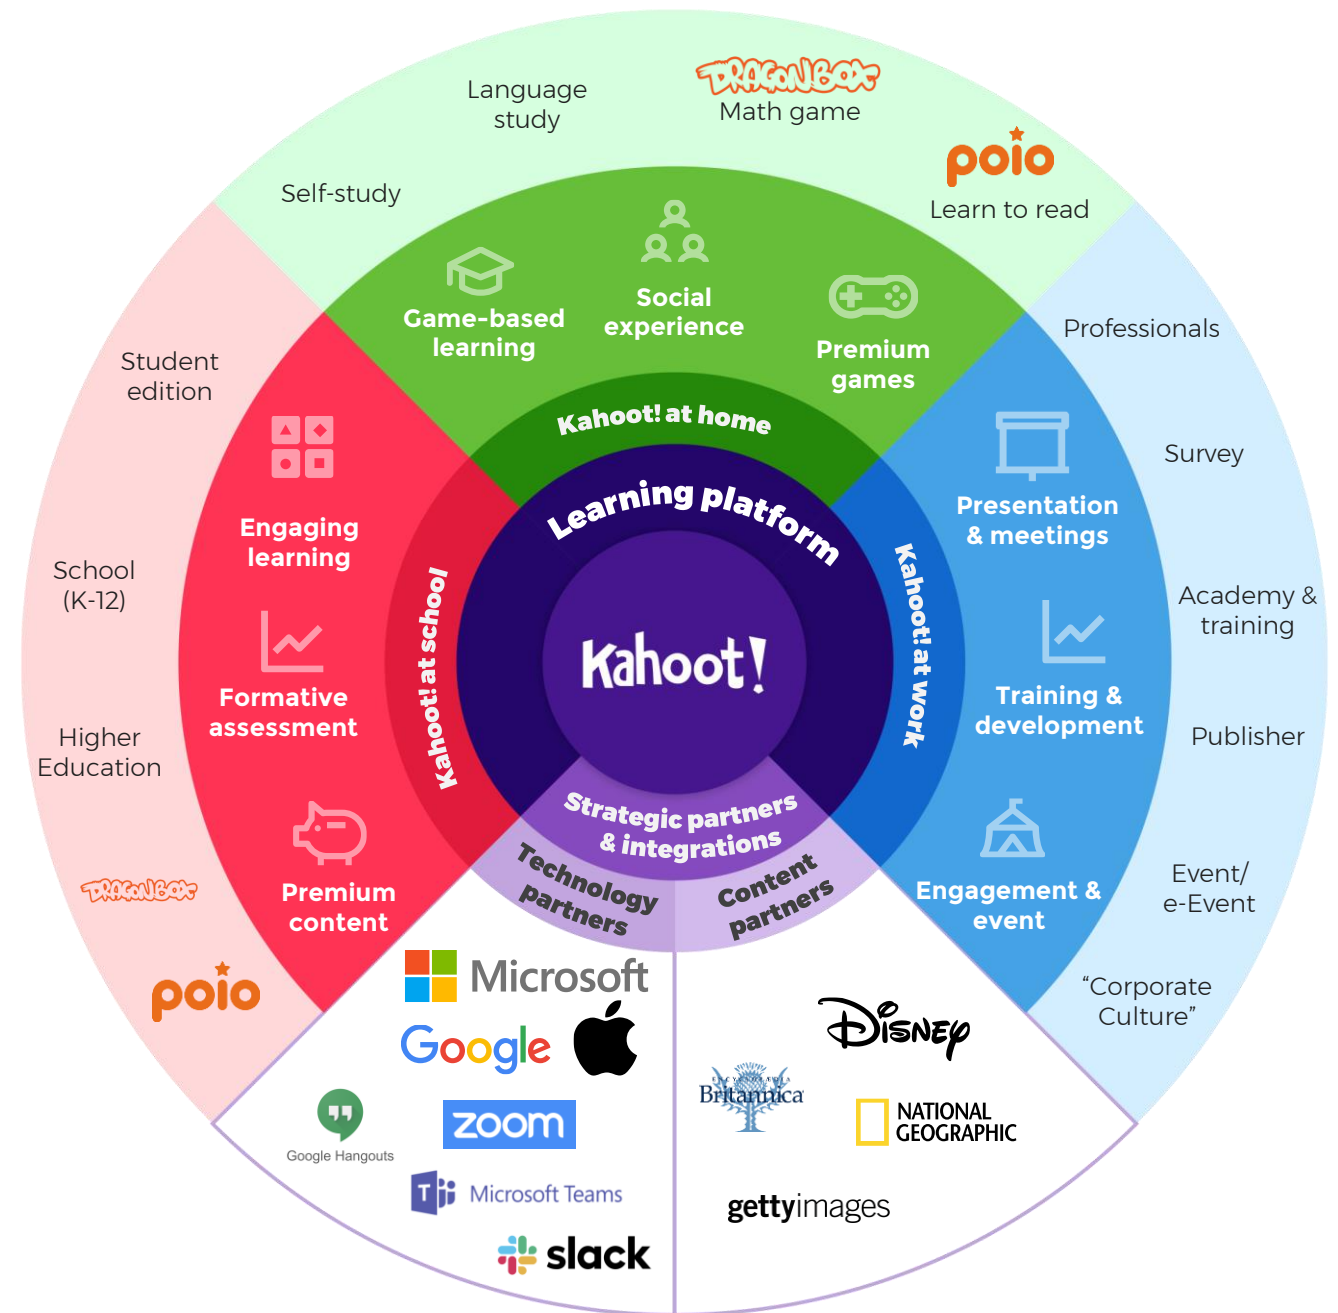 Language
study
DRAGONBOX
Math game
poio
Learn to read
Self-study
Game-based
learning
Social
experience
Premium
games
Kahoot! at home
Student
edition
School
(K-12)
Higher
Education
DRAGONBOX
poio
Engaging
learning
Formative
assessment
Premium
content
Kahoot! at school
Learning platform
Kahoot!
Kahoot! at work
Presentation
& meetings
Training &
development
Engagement &
event
Professionals
Survey
Academy &
training
Publisher
Event/
e-Event
“Corporate
Culture”
Strategic partners
& integrations
Technology
partners
Content
partners
Microsoft
Google
Google Hangouts
zoom
T
Microsoft Teams
slack
Disney
ENCYCLOPÆDIA
Britannica
NATIONAL
GEOGRAPHIC
gettyimages